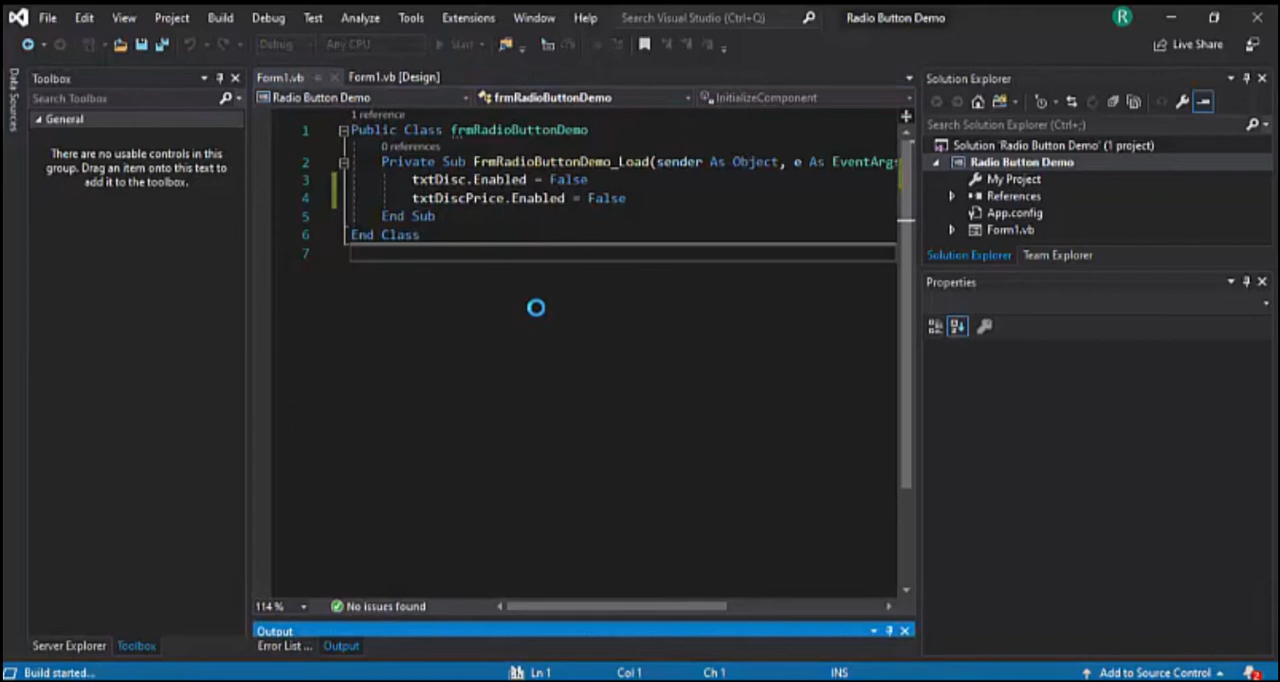 File Edit View Project Build Debug Test Analyze Tools Extensions Window Help Search Visual Studio (Ctrl+Q) Radio Button Demo R
Debug Any CPU Start Live Share
Data Sources
Toolbox
Search Toolbox
General
There are no usable controls in this
group. Drag an item onto this text to
add it to the toolbox.
Server Explorer Toolbox
Form1.vb Form1.vb [Design]
Radio Button Demo frmRadioButtonDemo InitializeComponent
1 reference
1 Public Class frmRadioButtonDemo
0 references
2 Private Sub FrmRadioButtonDemo_Load(sender As Object, e As EventArgs
3 txtDisc.Enabled = False
4 txtDiscPrice.Enabled = False
5 End Sub
6 End Class
7
114 % No issues found
Output
Error List ... Output
Solution Explorer
Search Solution Explorer (Ctrl+;)
Solution 'Radio Button Demo' (1 project)
Radio Button Demo
My Project
References
App.config
Form1.vb
Solution Explorer Team Explorer
Properties
Build started... Ln 1 Col 1 Ch 1 INS Add to Source Control 2